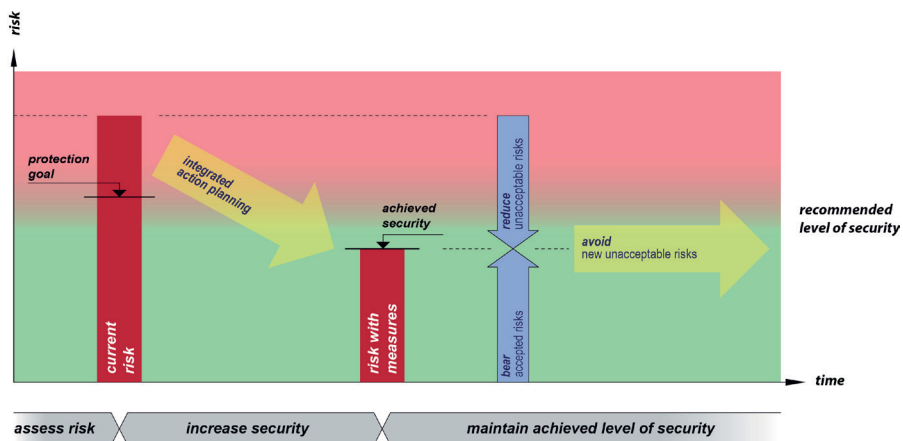 risk
protection
goal
integrated
action planning
achieved
security
reduce
unacceptable risks
recommended
level of security
avoid
new unacceptable risks
current
risk
risk with
measures
bear
accepted risks
time
assess risk
increase security
maintain achieved level of security